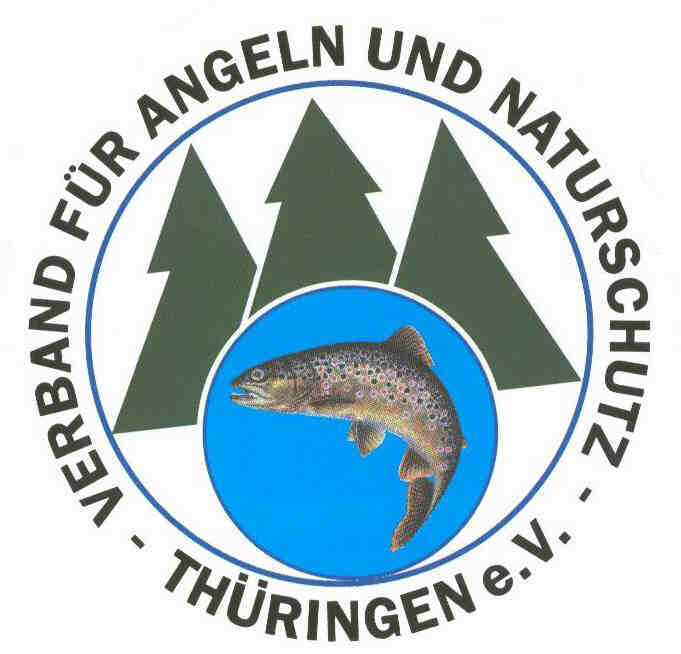 VERBAND FÜR ANGELN UND NATURSCHUTZ
- THÜRINGEN e.V. -